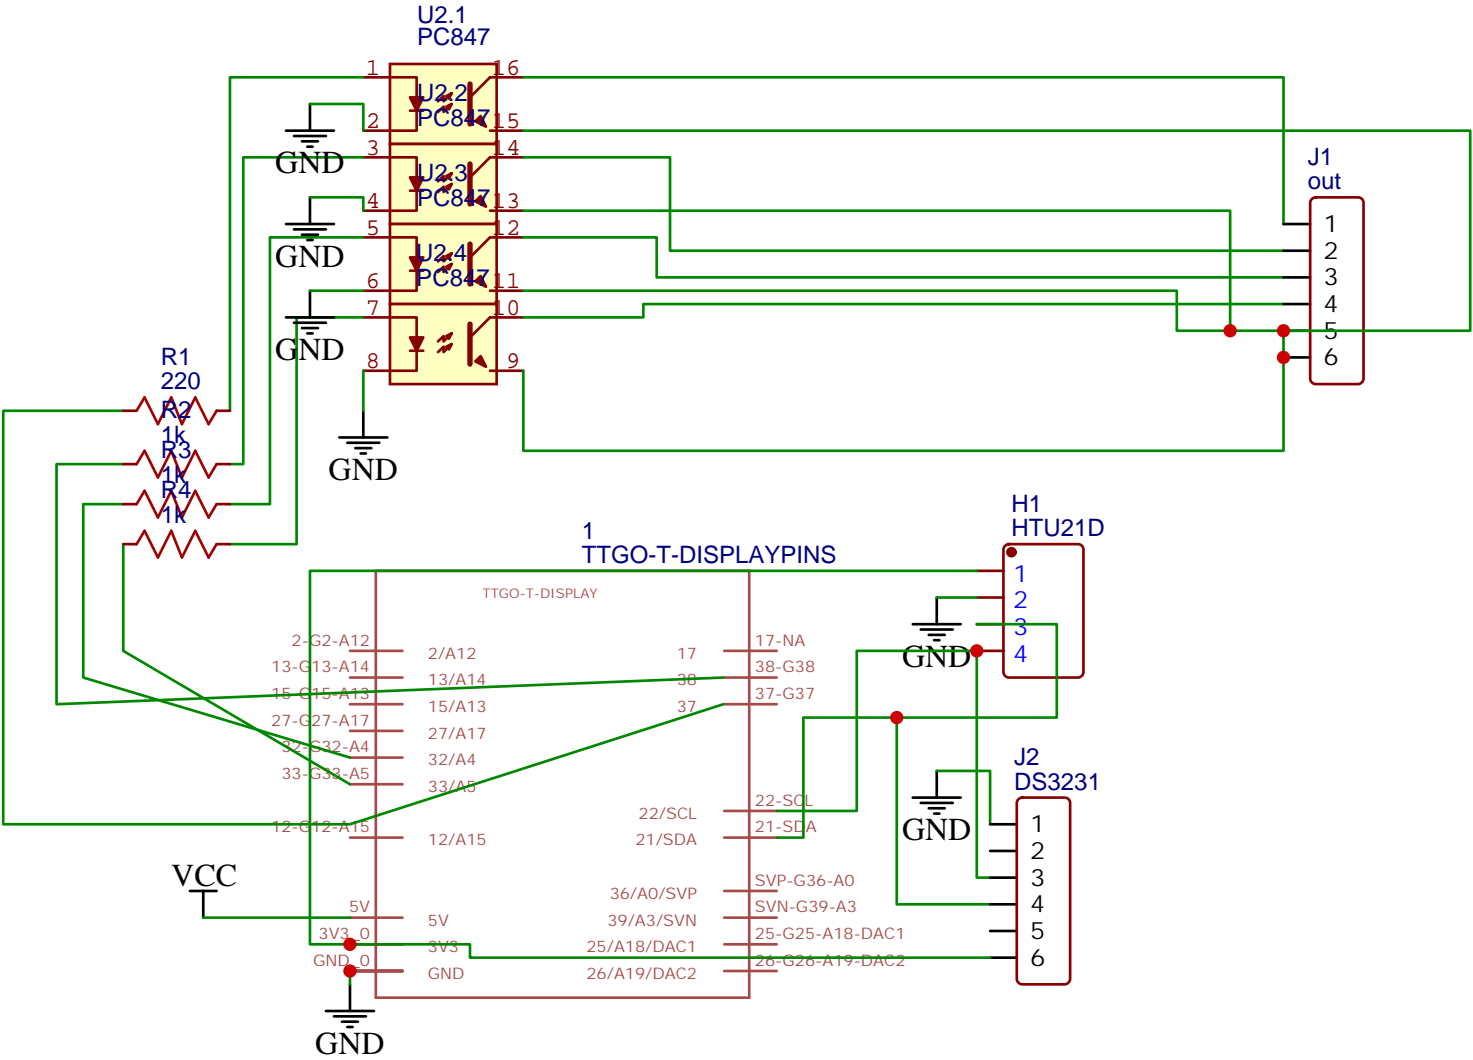 U2.1
PC847
1
16
U2.2
PC847
2
15
GND
3
14
U2.3
PC847
4
13
GND
5
12
U2.4
PC847
6
11
GND
7
10
8
9
GND
J1
out
1
2
3
4
5
6
R1
220
R2
1k
R3
1k
R4
1k
H1
HTU21D
1
2
3
4
GND
1
TTGO-T-DISPLAYPINS
TTGO-T-DISPLAY
2-G2-A12
2/A12
17
17-NA
13-G13-A14
13/A14
38
38-G38
15-G15-A13
15/A13
37
37-G37
27-G27-A17
27/A17
32-G32-A4
32/A4
33-G33-A5
33/A5
22/SCL
22-SCL
12-G12-A15
12/A15
21/SDA
21-SDA
36/A0/SVP
SVP-G36-A0
VCC
5V
5V
39/A3/SVN
SVN-G39-A3
3V3_0
3V3
25/A18/DAC1
25-G25-A18-DAC1
GND_0
GND
26/A19/DAC2
26-G26-A19-DAC2
GND
J2
DS3231
GND
1
2
3
4
5
6